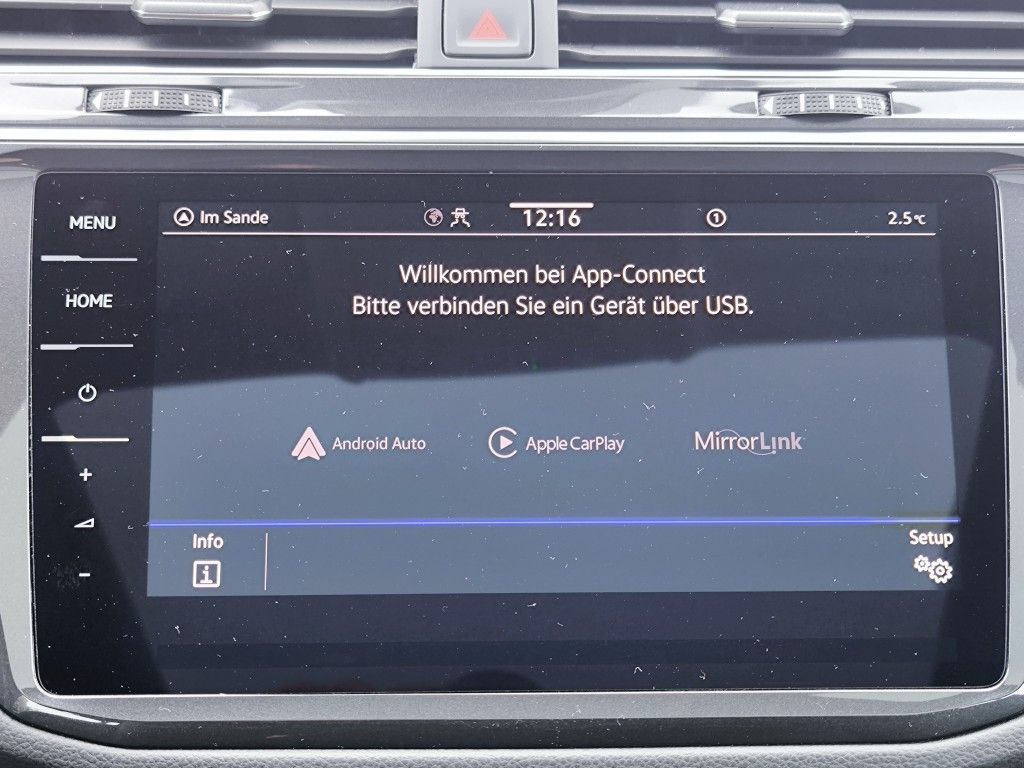 MENU
HOME
Im Sande
12:16
1
2.5°C
Willkommen bei App-Connect
Bitte verbinden Sie ein Gerät über USB.
Android Auto
Apple CarPlay
MirrorLink
Info
i
Setup
+
-